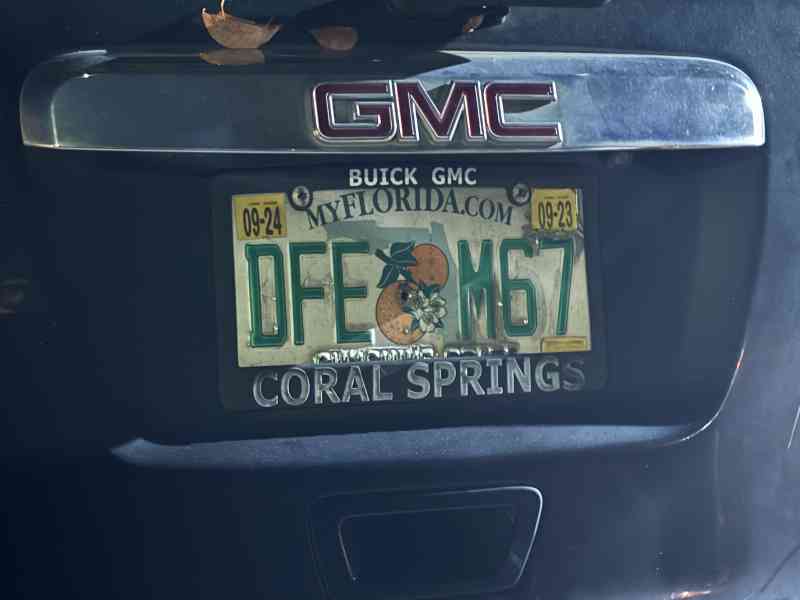 GMC
BUICK GMC
MYFLORIDA.COM
09-24
09-23
DFE M67
CORAL SPRINGS